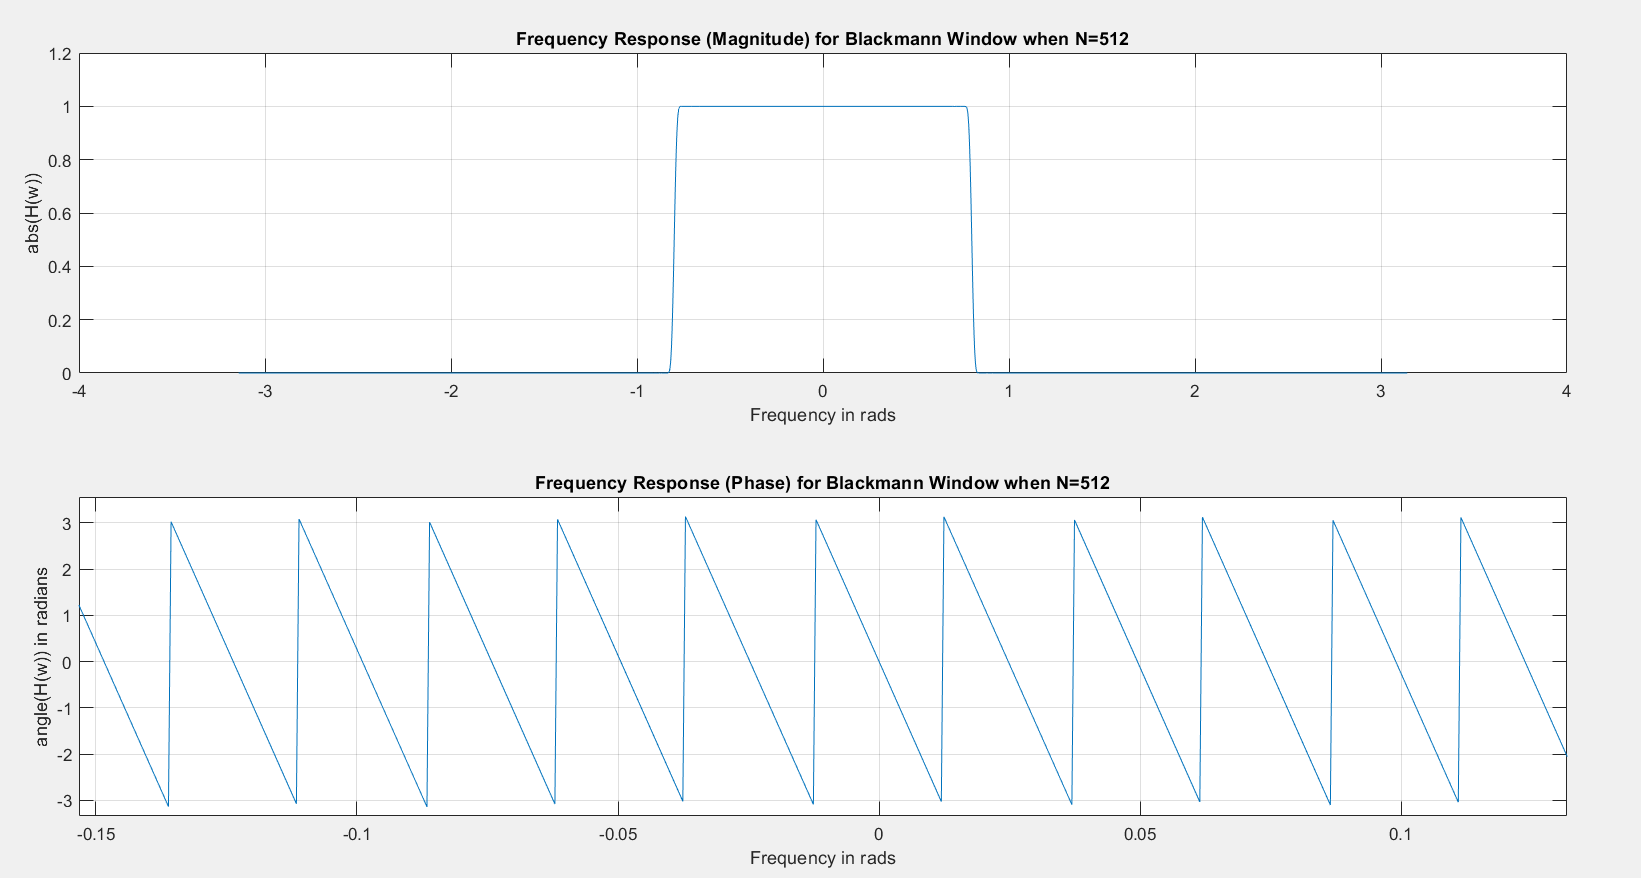 Frequency Response (Magnitude) for Blackmann Window when N=512
1.2
1
0.8
0.6
0.4
0.2
0
abs(H(w))
-4 -3 -2 -1 0 1 2 3 4
Frequency in rads
Frequency Response (Phase) for Blackmann Window when N=512
3
2
1
0
-1
-2
-3
angle(H(w)) in radians
-0.15 -0.1 -0.05 0 0.05 0.1
Frequency in rads